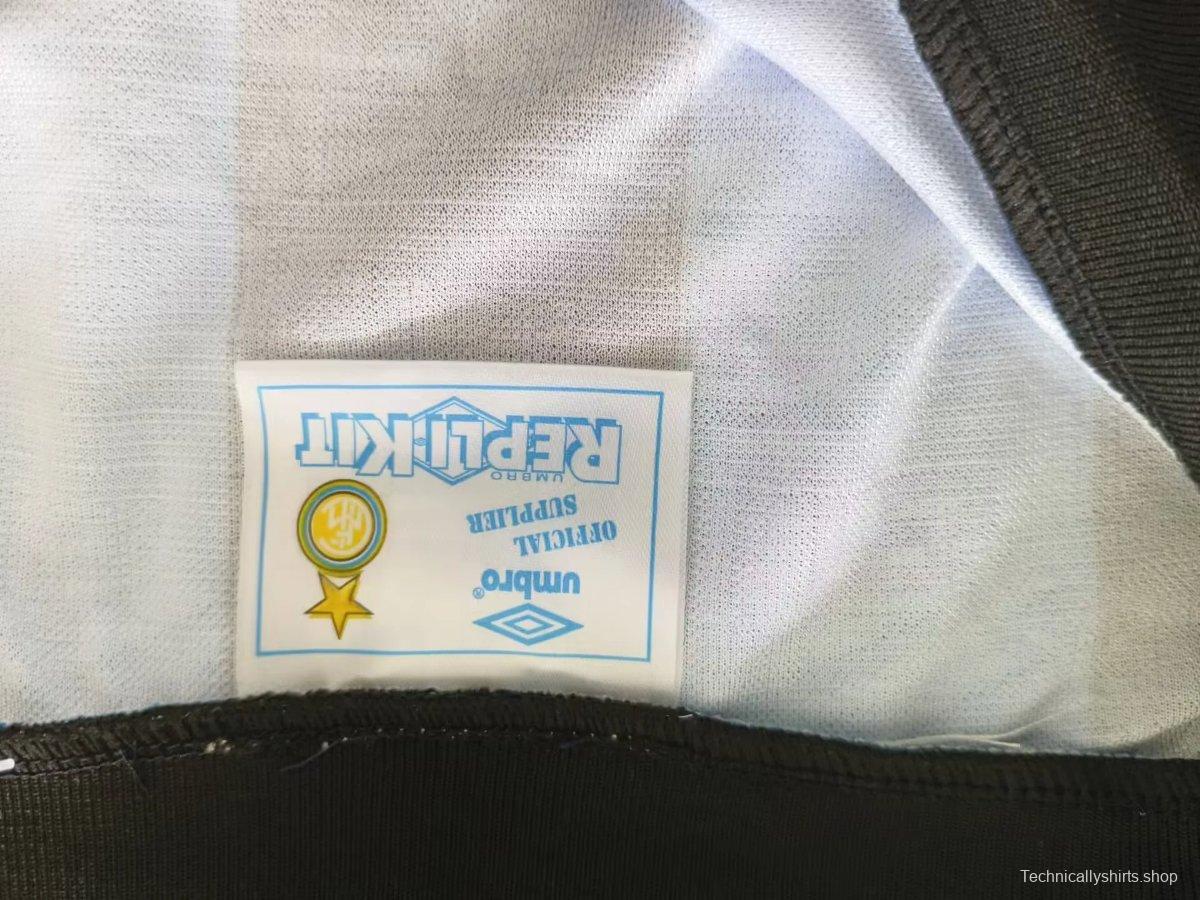 umbro®
OFFICIAL
SUPPLIER
UMBRO
REPLI-KIT
Technicallyshirts.shop